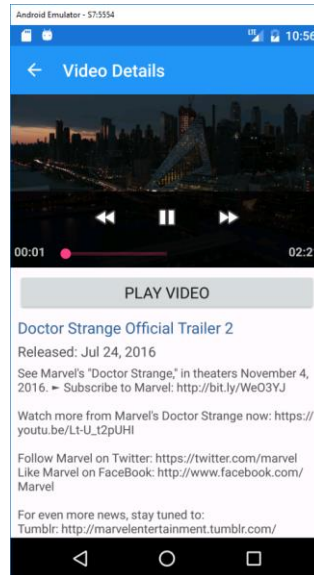 Android Emulator - S7:5554
LTE 10:56
Video Details
00:01 02:2
PLAY VIDEO
Doctor Strange Official Trailer 2
Released: Jul 24, 2016
See Marvel's "Doctor Strange," in theaters November 4,
2016. ► Subscribe to Marvel: http://bit.ly/WeO3YJ
Watch more from Marvel's Doctor Strange now: https://
youtu.be/Lt-U_t2pUHI
Follow Marvel on Twitter: https://twitter.com/marvel
Like Marvel on FaceBook: http://www.facebook.com/
Marvel
For even more news, stay tuned to:
Tumblr: http://marvelentertainment.tumblr.com/